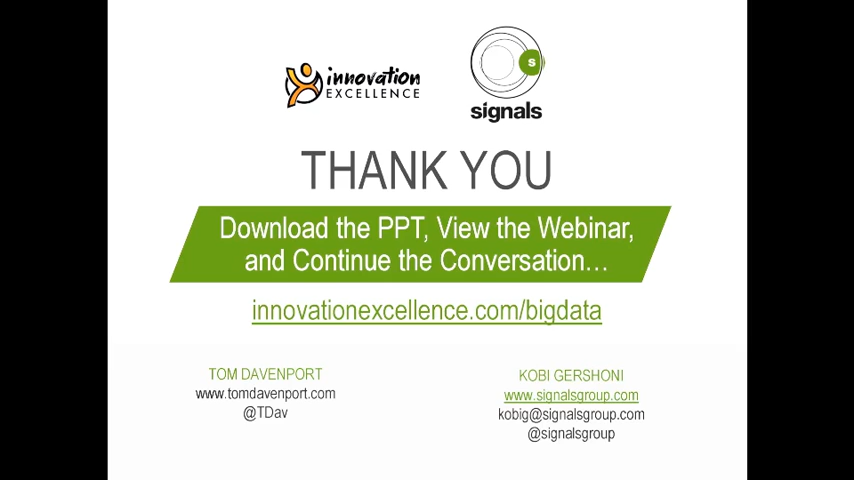 innovation
EXCELLENCE
s
signals
THANK YOU
Download the PPT, View the Webinar,
and Continue the Conversation...
innovationexcellence.com/bigdata
TOM DAVENPORT
www.tomdavenport.com
@TDav
KOBI GERSHONI
www.signalsgroup.com
kobig@signalsgroup.com
@signalsgroup